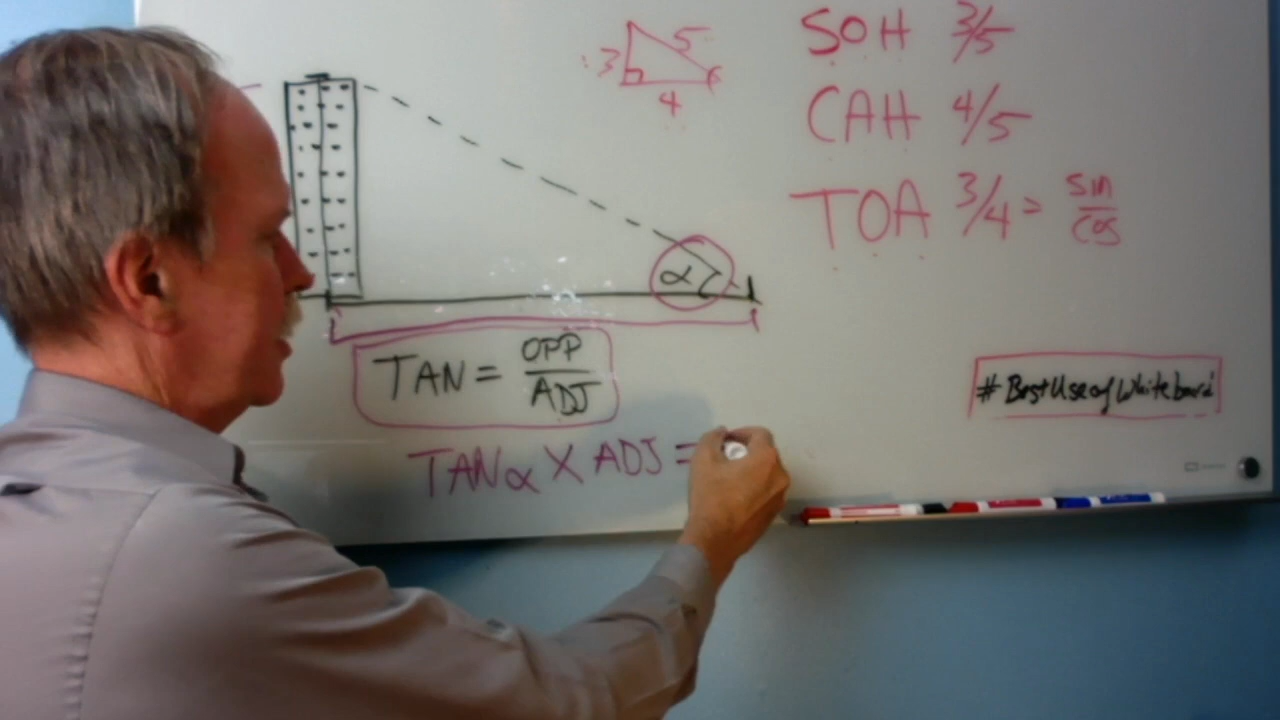 3 5
4
SOH 3/5
CAH 4/5
TOA 3/4 = sin/cos
α
TAN = OPP/ADJ
TANα X ADJ =
#BestUseofWhiteboard